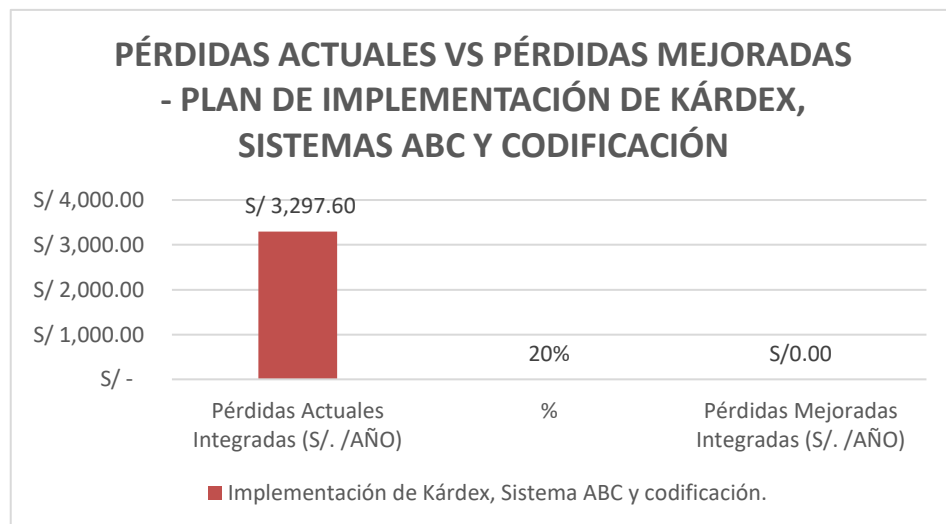 PÉRDIDAS ACTUALES VS PÉRDIDAS MEJORADAS
- PLAN DE IMPLEMENTACIÓN DE KÁRDEX,
SISTEMAS ABC Y CODIFICACIÓN
S/ 4,000.00
S/ 3,297.60
S/ 3,000.00
S/ 2,000.00
S/ 1,000.00
20%
S/0.00
S/ -
Pérdidas Actuales
Integradas (S/. /AÑO)
%
Pérdidas Mejoradas
Integradas (S/. /AÑO)
Implementación de Kárdex, Sistema ABC y codificación.